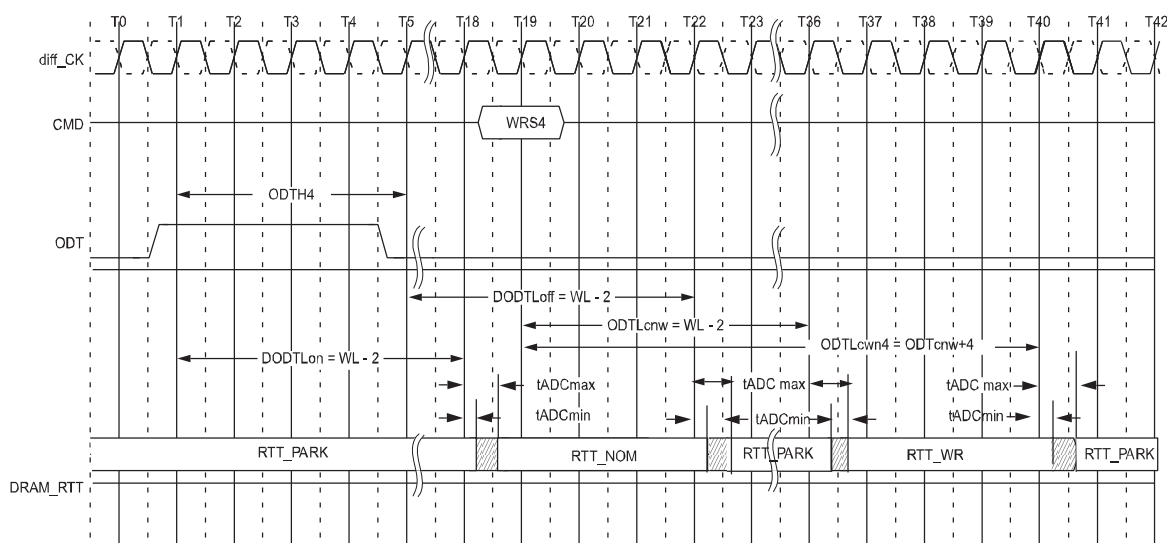 T0 T1 T2 T3 T4 T5 T18 T19 T20 T21 T22 T23 T36 T37 T38 T39 T40 T41 T42
diff_CK
CMD WRS4
ODTH4
ODT
DODTLoff = WL - 2
ODTLcnw = WL - 2
ODTLcwn4 = ODTcnw+4
DODTLon = WL - 2
tADCmax tADC max tADC max
tADCmin tADCmin tADCmin
RTT_PARK RTT_NOM RTT_PARK RTT_WR RTT_PARK
DRAM_RTT